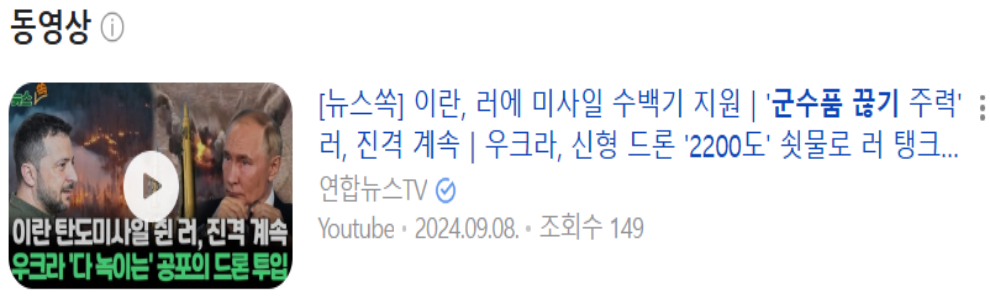 동영상
뉴스쏙
이란 탄도미사일 쥔 러, 진격 계속
우크라 '다 녹이는' 공포의 드론 투입
[뉴스쏙] 이란, 러에 미사일 수백기 지원 | '군수품 끊기 주력'
러, 진격 계속 | 우크라, 신형 드론 '2200도' 쇳물로 러 탱크...
연합뉴스TV
Youtube · 2024.09.08. · 조회수 149